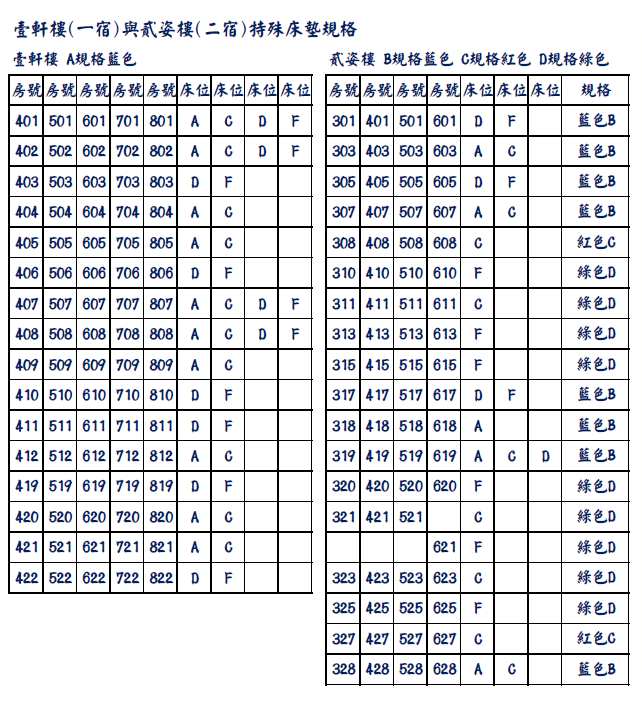 壹軒樓(一宿)與貳姿樓(二宿)特殊床墊規格
壹軒樓 A規格藍色
房號 房號 房號 房號 房號 床位 床位 床位 床位
401 501 601 701 801 A C D F
402 502 602 702 802 A C D F
403 503 603 703 803 D F
404 504 604 704 804 A C
405 505 605 705 805 A C
406 506 606 706 806 D F
407 507 607 707 807 A C D F
408 508 608 708 808 A C D F
409 509 609 709 809 A C
410 510 610 710 810 D F
411 511 611 711 811 D F
412 512 612 712 812 A C
419 519 619 719 819 D F
420 520 620 720 820 A C
421 521 621 721 821 A C
422 522 622 722 822 D F
貳姿樓 B規格藍色 C規格紅色 D規格綠色
房號 房號 房號 房號 床位 床位 床位 規格
301 401 501 601 D F 藍色B
303 403 503 603 A C 藍色B
305 405 505 605 D F 藍色B
307 407 507 607 A C 藍色B
308 408 508 608 C 紅色C
310 410 510 610 F 綠色D
311 411 511 611 C 綠色D
313 413 513 613 F 綠色D
315 415 515 615 F 綠色D
317 417 517 617 D F 藍色B
318 418 518 618 A 藍色B
319 419 519 619 A C D 藍色B
320 420 520 620 F 綠色D
321 421 521 C 綠色D
621 F 綠色D
323 423 523 623 C 綠色D
325 425 525 625 F 綠色D
327 427 527 627 C 紅色C
328 428 528 628 A C 藍色B